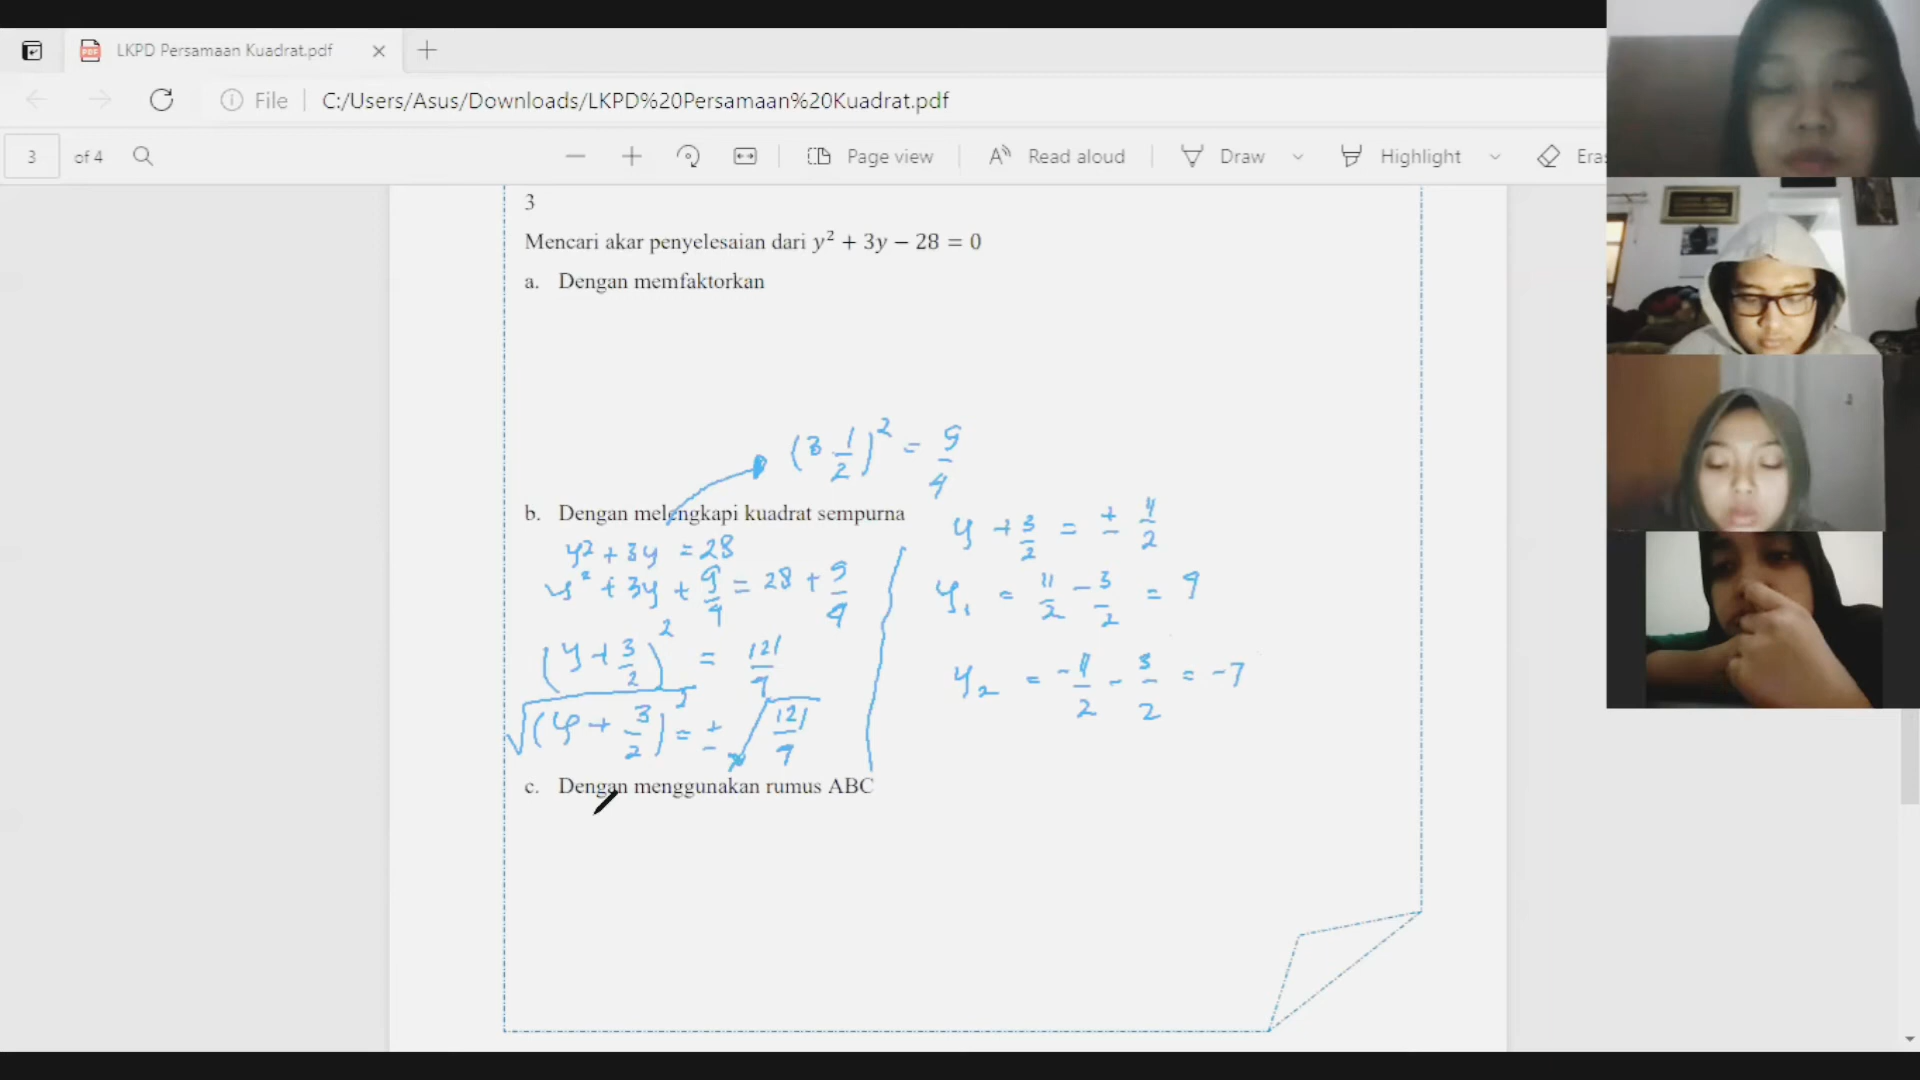 LKPD Persamaan Kuadrat.pdf
File C:/Users/Asus/Downloads/LKPD%20Persamaan%20Kuadrat.pdf
3 of 4 Page view Read aloud Draw Highlight
3
Mencari akar penyelesaian dari y² + 3y − 28 = 0
a. Dengan memfaktorkan
(3 1/2)² = 9/4
b. Dengan melengkapi kuadrat sempurna
y² + 3y = 28
y² + 3y + 9/4 = 28 + 9/4
(y + 3/2)² = 121/4
√(y + 3/2)² = ± √121/4
y + 3/2 = ± 11/2
y₁ = 11/2 − 3/2 = 4
y₂ = −11/2 − 3/2 = −7
c. Dengan menggunakan rumus ABC